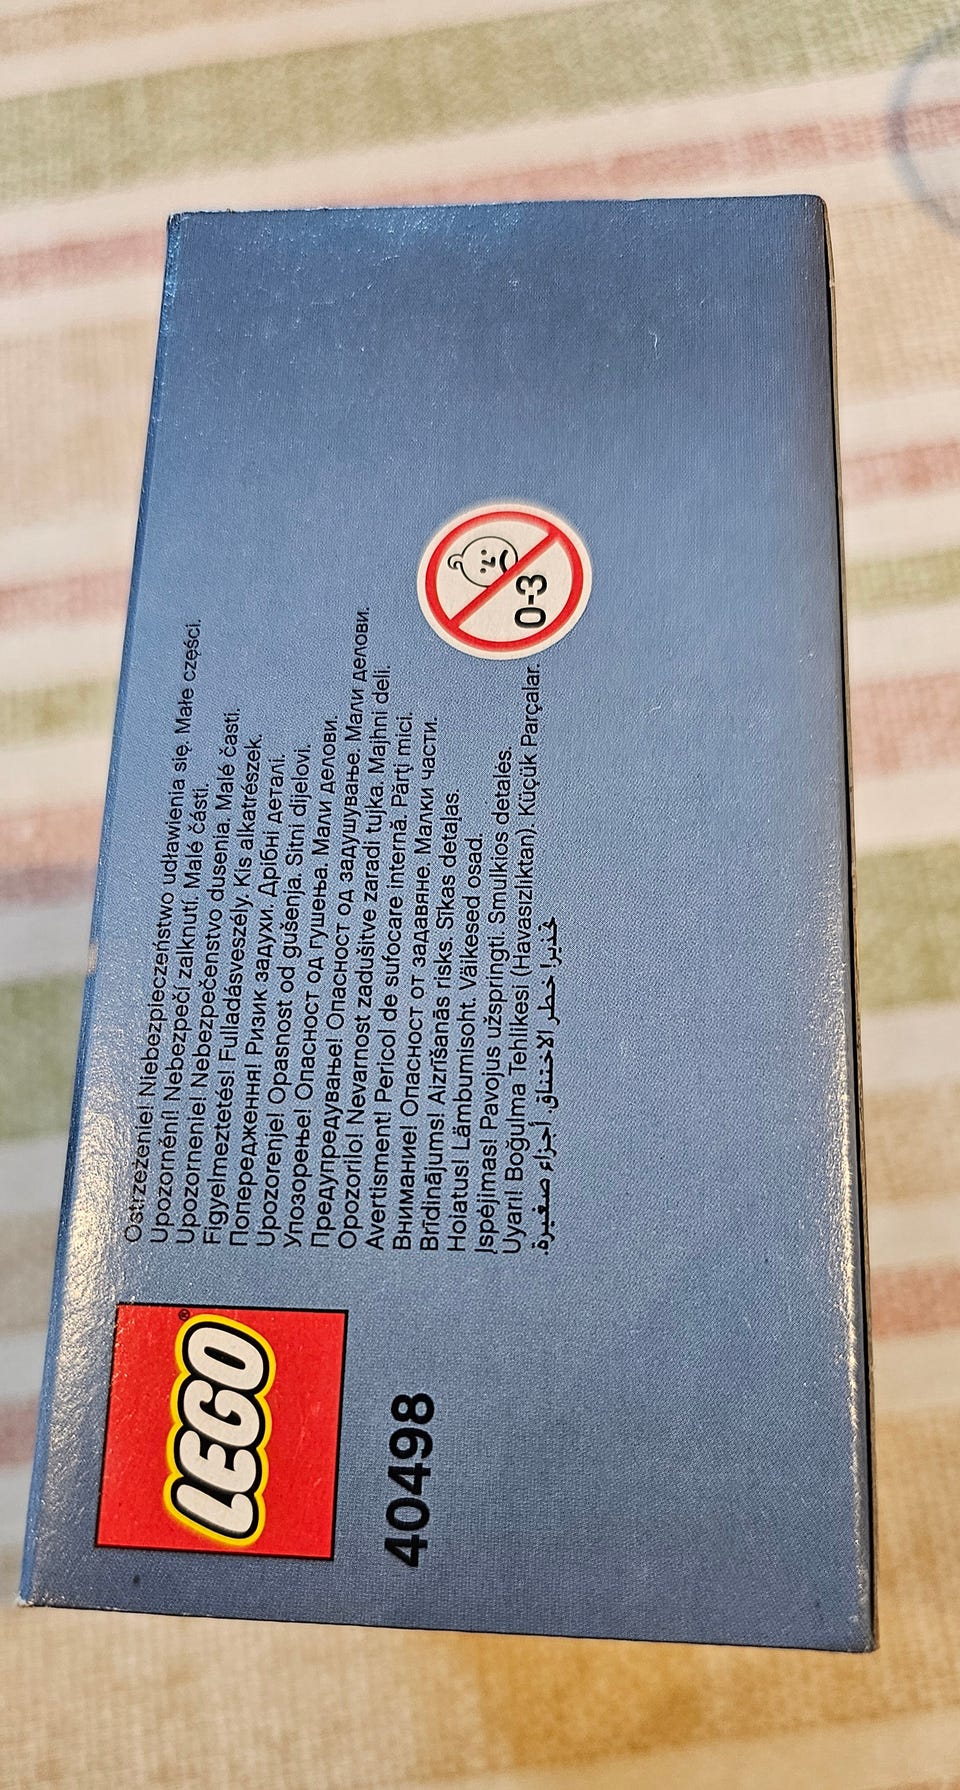 LEGO®
40498
Ostrzeżenie! Niebezpieczeństwo udławienia się. Małe części.
Upozornění! Nebezpečí zalknutí. Malé části.
Upozornenie! Nebezpečenstvo dusenia. Malé časti.
Figyelmeztetés! Fulladásveszély. Kis alkatrészek.
Попередження! Ризик задухи. Дрібні деталі.
Upozorenje! Opasnost od gušenja. Sitni dijelovi.
Упозорење! Опасност од гушења. Мали делови.
Предупредување! Опасност од задушување. Мали делови.
Opozorilo! Nevarnost zadušitve zaradi tujka. Majhni deli.
Avertisment! Pericol de sufocare internă. Părţi mici.
Внимание! Опасност от задавяне. Малки части.
Brīdinājums! Aizrīšanās risks. Sīkas detaļas.
Hoiatus! Lämbumisoht. Väikesed osad.
Įspėjimas! Pavojus užspringti. Smulkios detalės.
Uyarı! Boğulma Tehlikesi (Havasızlıktan). Küçük Parçalar.
تحذير! خطر الاختناق. أجزاء صغيرة.
0-3